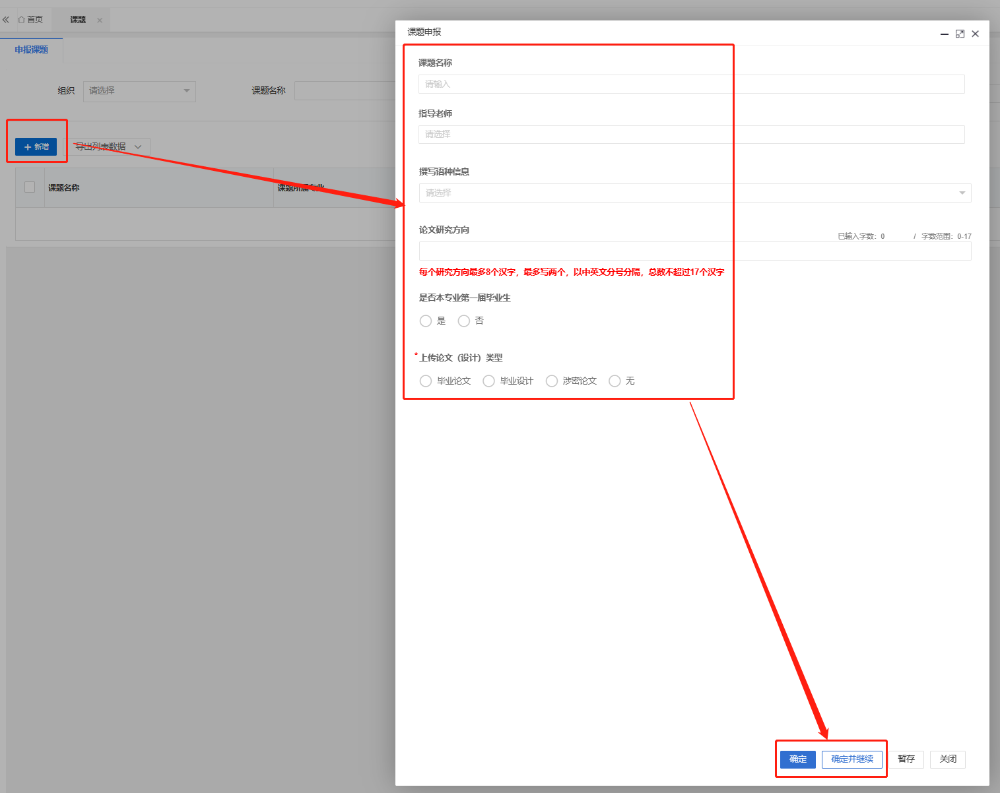 首页 课题
申报课题
组织 请选择 课题名称
新增 导出列表数据
课题名称 课题所属专业
课题申报
课题名称
请输入
指导老师
请选择
撰写语种信息
请选择
论文研究方向 已输入字数：0 / 字数范围：0-17
每个研究方向最多8个汉字，最多写两个，以中英文分号分隔，总数不超过17个汉字
是否本专业第一届毕业生
是 否
*上传论文（设计）类型
毕业论文 毕业设计 涉密论文 无
确定 确定并继续 暂存 关闭